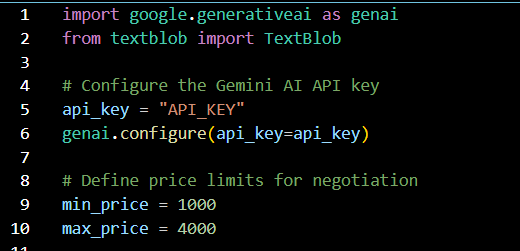 1 import google.generativeai as genai
2 from textblob import TextBlob
3
4 # Configure the Gemini AI API key
5 api_key = "API_KEY"
6 genai.configure(api_key=api_key)
7
8 # Define price limits for negotiation
9 min_price = 1000
10 max_price = 4000